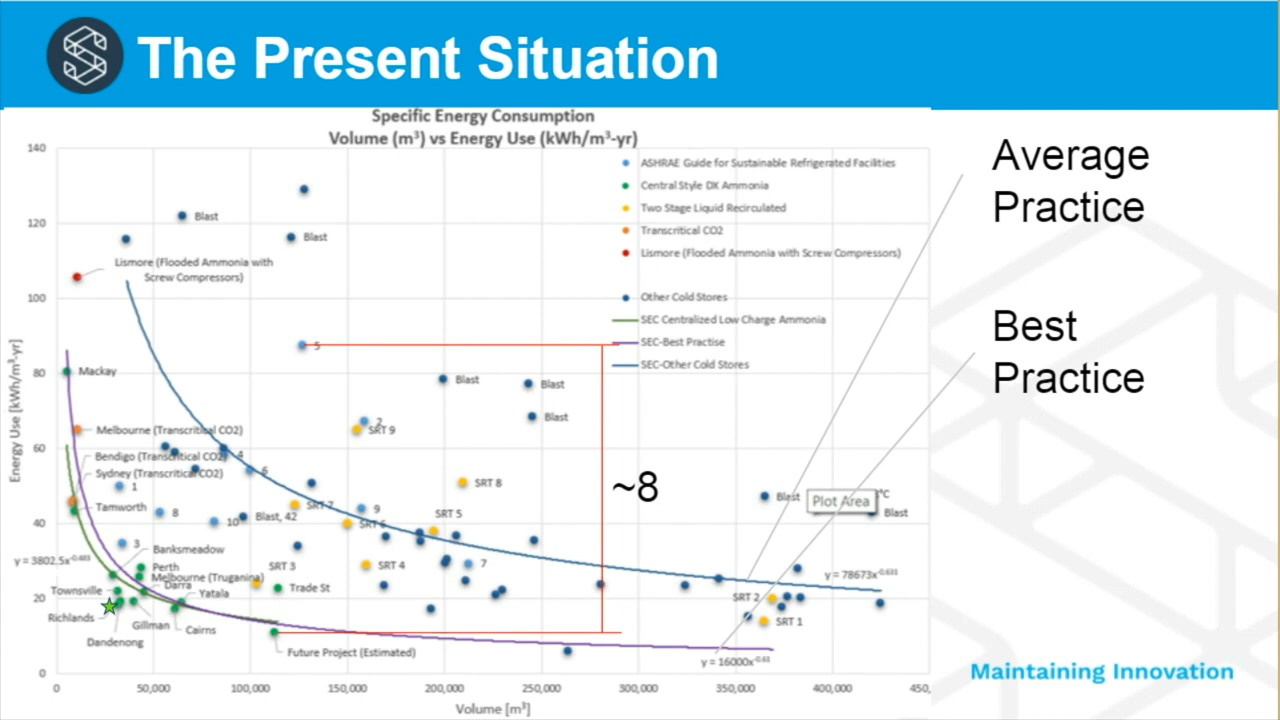 The Present Situation
Specific Energy Consumption
Volume (m³) vs Energy Use (kWh/m³-yr)
Average
Practice
Best
Practice
140
120
100
80
60
40
20
0
Energy Use [kWh/m³-yr]
ASHRAE Guide for Sustainable Refrigerated Facilities
Central Style DX Ammonia
Two Stage Liquid Recirculated
Transcritical CO2
Lismore (Flooded Ammonia with Screw Compressors)
Other Cold Stores
SEC Centralized Low Charge Ammonia
SEC-Best Practise
SEC-Other Cold Stores
Blast
Blast
Lismore (Flooded Ammonia with
Screw Compressors)
5
Mackay
Blast
Blast
Blast
2
SRT 9
Melbourne (Transcritical CO2)
4
Bendigo (Transcritical CO2)
6
Sydney (Transcritical CO2)
1
SRT 8
~8
Blast
Plot Area
°C
Tamworth
SRT 7
9
8
10
Blast, 42
SRT 6
SRT 5
Blast
3
Banksmeadow
y = 3802.5x^-0.483
Perth
SRT 3
SRT 4
7
Melbourne (Truganina)
y = 78673x^-0.631
Townsville
Darra
Trade St
Yatala
SRT 2
Richlands
Gillman
Cairns
SRT 1
Dandenong
Future Project (Estimated)
y = 16000x^-0.61
0
50,000
100,000
150,000
200,000
250,000
300,000
350,000
400,000
450,
Volume [m³]
Maintaining Innovation